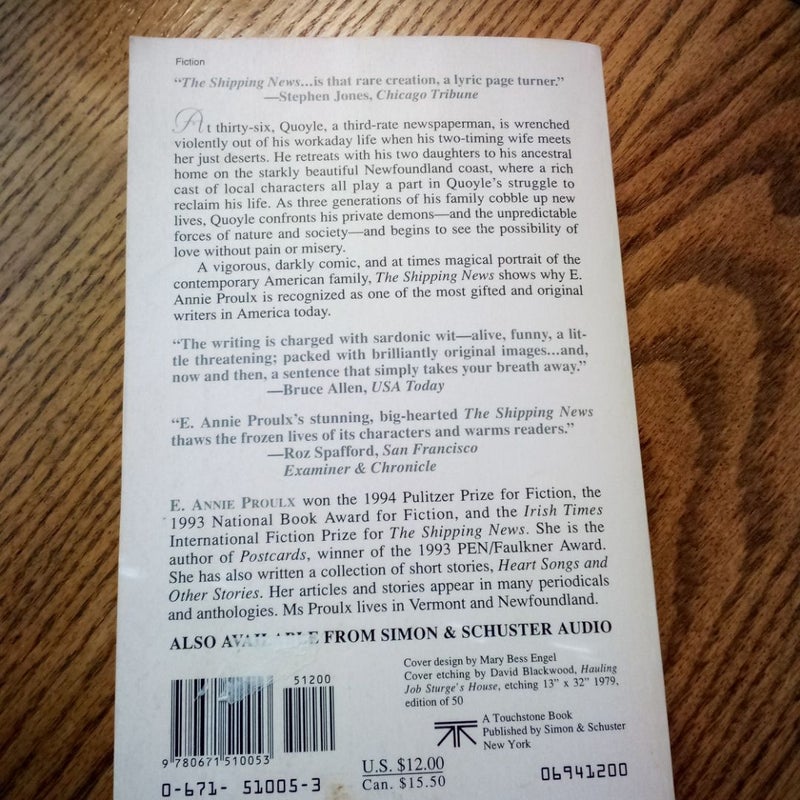 Fiction
“The Shipping News...is that rare creation, a lyric page turner.”
—Stephen Jones, Chicago Tribune
At thirty-six, Quoyle, a third-rate newspaperman, is wrenched
violently out of his workaday life when his two-timing wife meets
her just deserts. He retreats with his two daughters to his ancestral
home on the starkly beautiful Newfoundland coast, where a rich
cast of local characters all play a part in Quoyle’s struggle to
reclaim his life. As three generations of his family cobble up new
lives, Quoyle confronts his private demons—and the unpredictable
forces of nature and society—and begins to see the possibility of
love without pain or misery.
A vigorous, darkly comic, and at times magical portrait of the
contemporary American family, The Shipping News shows why E.
Annie Proulx is recognized as one of the most gifted and original
writers in America today.
“The writing is charged with sardonic wit—alive, funny, a lit-
tle threatening; packed with brilliantly original images...and,
now and then, a sentence that simply takes your breath away.”
—Bruce Allen, USA Today
“E. Annie Proulx’s stunning, big-hearted The Shipping News
thaws the frozen lives of its characters and warms readers.”
—Roz Spafford, San Francisco
Examiner & Chronicle
E. ANNIE PROULX won the 1994 Pulitzer Prize for Fiction, the
1993 National Book Award for Fiction, and the Irish Times
International Fiction Prize for The Shipping News. She is the
author of Postcards, winner of the 1993 PEN/Faulkner Award.
She has also written a collection of short stories, Heart Songs and
Other Stories. Her articles and stories appear in many periodicals
and anthologies. Ms Proulx lives in Vermont and Newfoundland.
ALSO AVAILABLE FROM SIMON & SCHUSTER AUDIO
Cover design by Mary Bess Engel
Cover etching by David Blackwood, Hauling
Job Sturge’s House, etching 13” x 32” 1979,
edition of 50
A Touchstone Book
Published by Simon & Schuster
New York
51200
9 780671 510053
0-671- 51005-3
U.S. $12.00
Can. $15.50
06941200